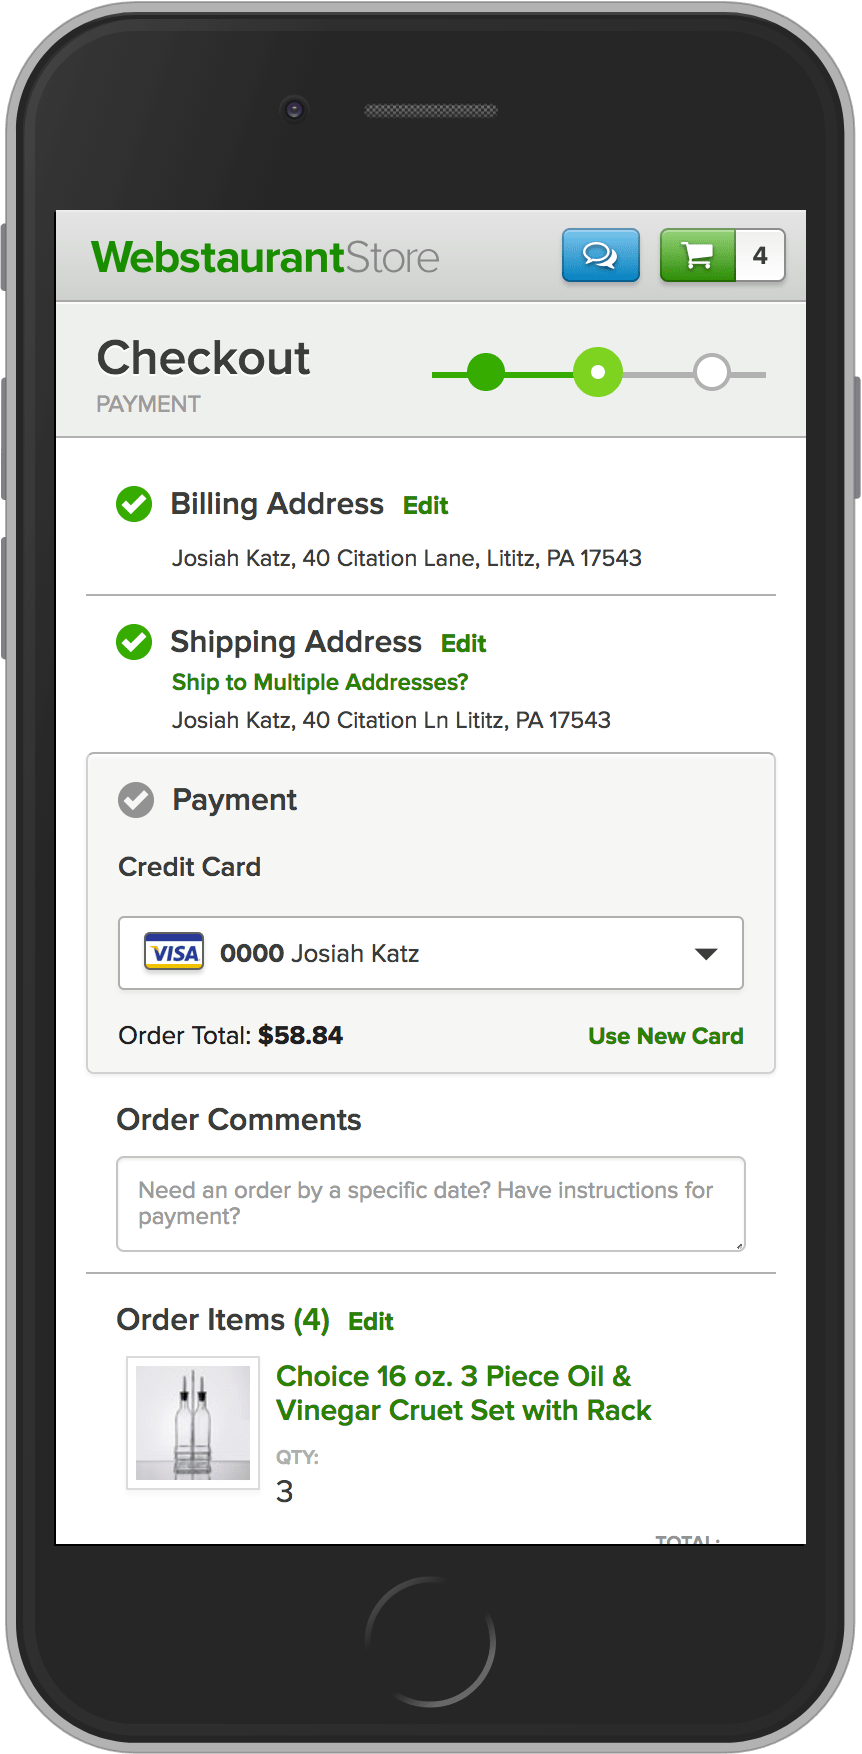 WebstaurantStore
4
Checkout
PAYMENT
Billing Address Edit
Josiah Katz, 40 Citation Lane, Lititz, PA 17543
Shipping Address Edit
Ship to Multiple Addresses?
Josiah Katz, 40 Citation Ln Lititz, PA 17543
Payment
Credit Card
VISA 0000 Josiah Katz
Order Total: $58.84 Use New Card
Order Comments
Need an order by a specific date? Have instructions for
payment?
Order Items (4) Edit
Choice 16 oz. 3 Piece Oil &
Vinegar Cruet Set with Rack
QTY:
3
TOTAL: